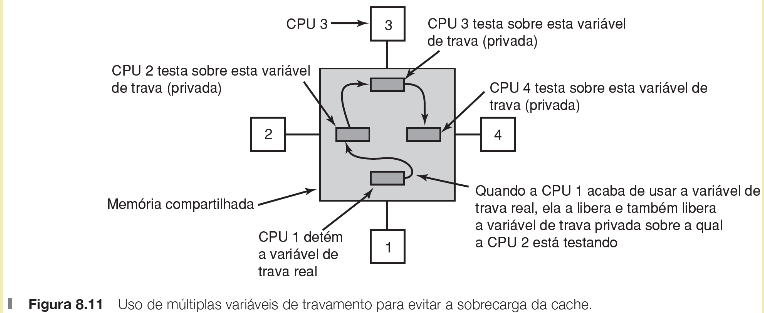 CPU 3
3
CPU 3 testa sobre esta variável
de trava (privada)
CPU 2 testa sobre esta variável
de trava (privada)
CPU 4 testa sobre esta variável de
trava (privada)
2
4
Memória compartilhada
Quando a CPU 1 acaba de usar a variável de
trava real, ela a libera e também libera
a variável de trava privada sobre a qual
a CPU 2 está testando
CPU 1 detém
a variável de
trava real
1
Figura 8.11 Uso de múltiplas variáveis de travamento para evitar a sobrecarga da cache.